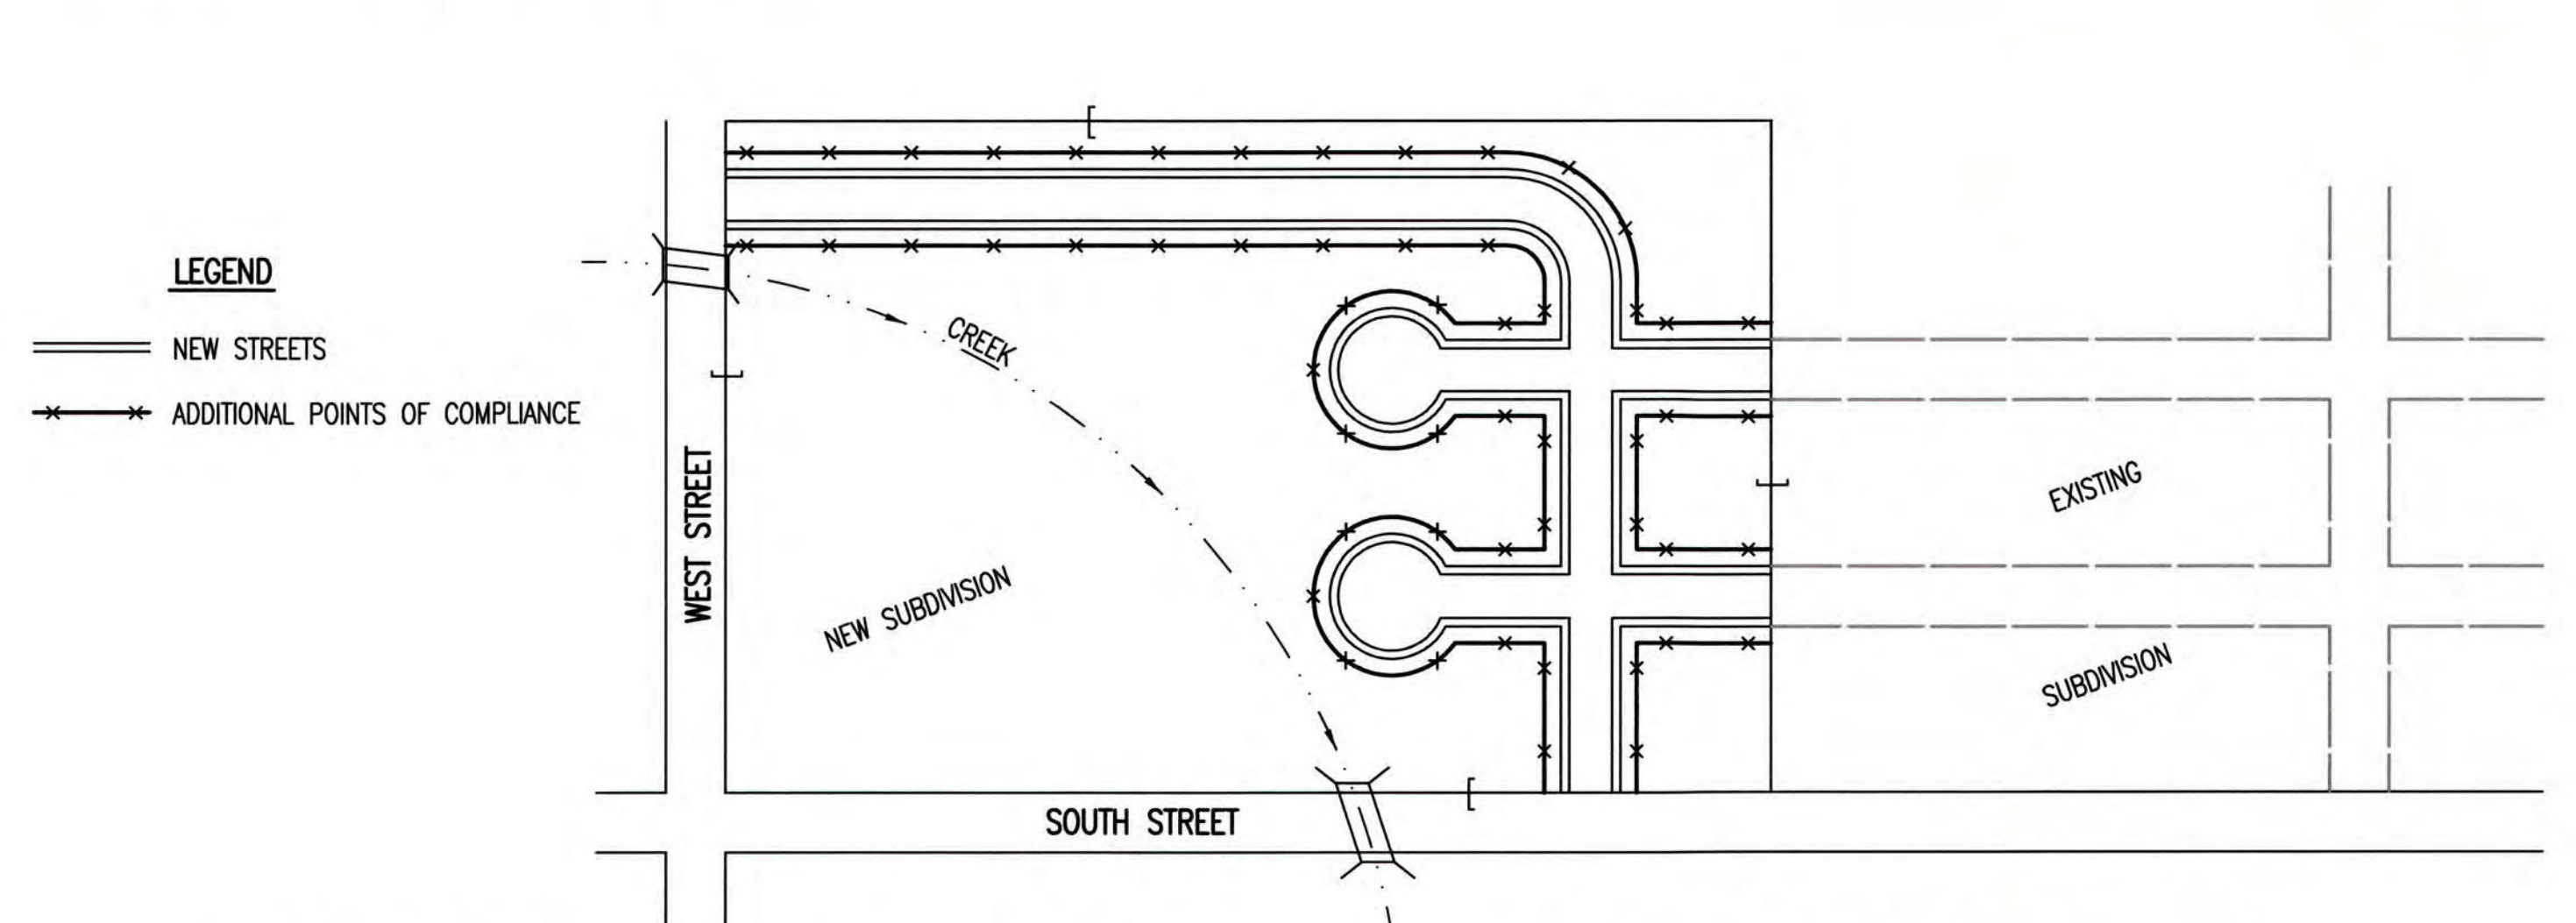 LEGEND
NEW STREETS
ADDITIONAL POINTS OF COMPLIANCE
CREEK
WEST STREET
NEW SUBDIVISION
SOUTH STREET
EXISTING
SUBDIVISION